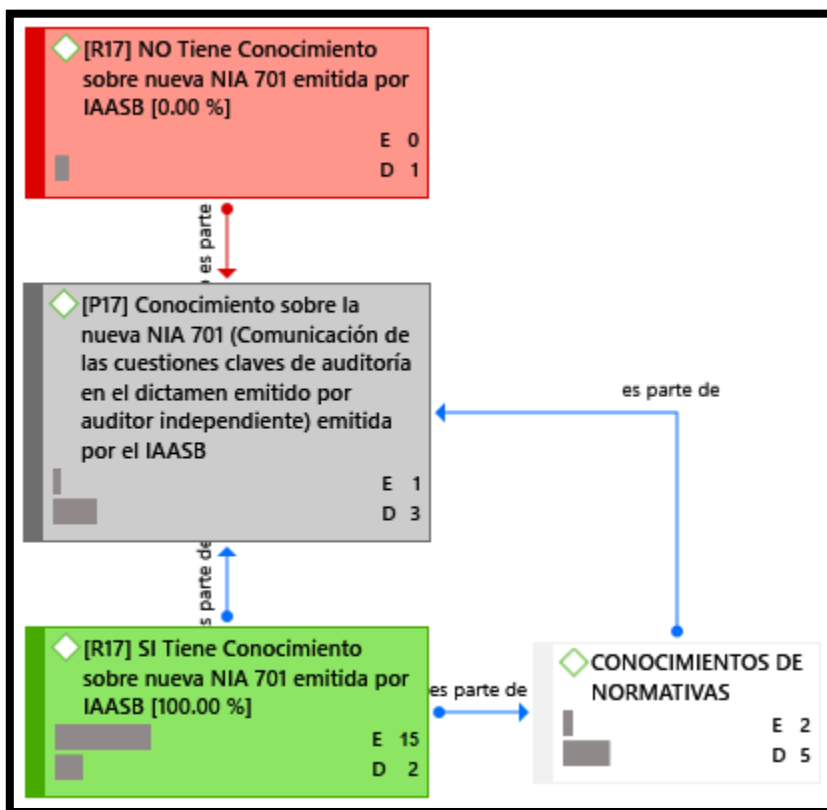 [R17] NO Tiene Conocimiento
sobre nueva NIA 701 emitida por
IAASB [0.00 %]
E 0
D 1
es parte
[P17] Conocimiento sobre la
nueva NIA 701 (Comunicación de
las cuestiones claves de auditoría
en el dictamen emitido por
auditor independiente) emitida
por el IAASB
E 1
D 3
es parte de
es parte de
[R17] SI Tiene Conocimiento
sobre nueva NIA 701 emitida por
IAASB [100.00 %]
E 15
D 2
es parte de
CONOCIMIENTOS DE
NORMATIVAS
E 2
D 5